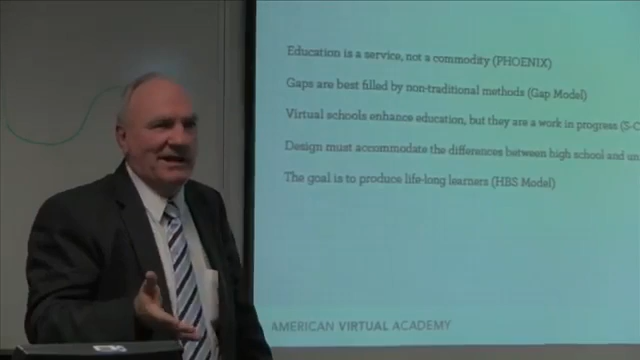 Education is a service, not a commodity (PHOENIX)
Gaps are best filled by non-traditional methods (Gap Model)
Virtual schools enhance education, but they are a work in progress (S-C
Design must accommodate the differences between high school and un
The goal is to produce life-long learners (HBS Model)
AMERICAN VIRTUAL ACADEMY